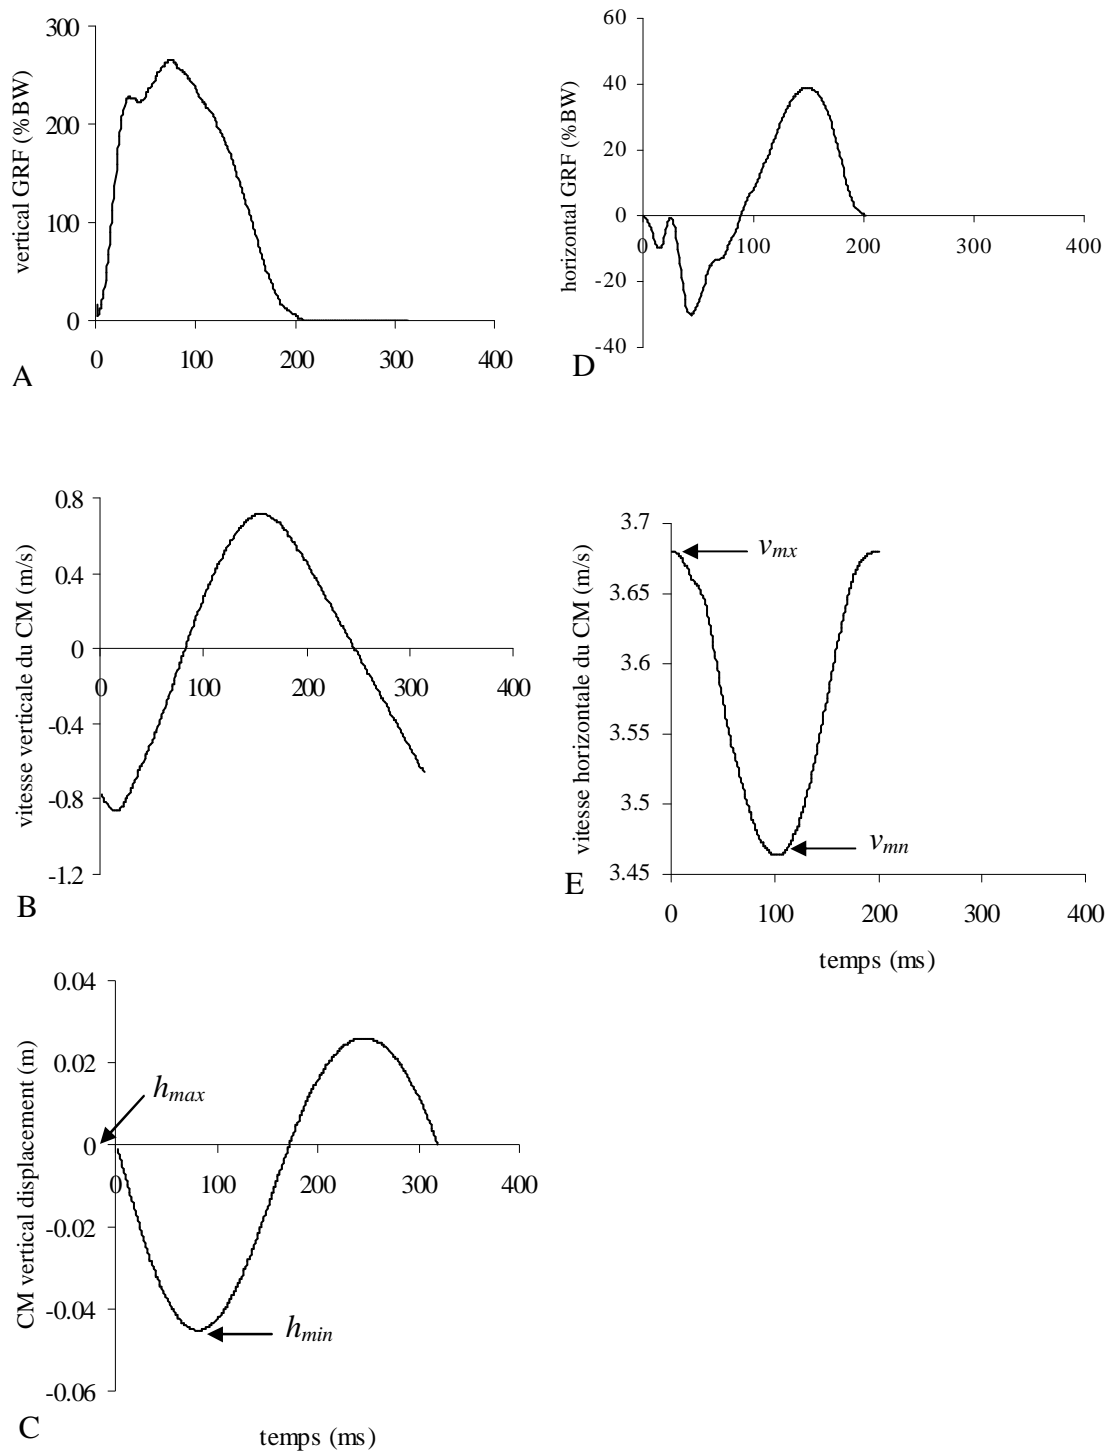 vertical GRF (%BW)
300
200
100
0
0 100 200 300 400
A
horizontal GRF (%BW)
60
40
20
0
-20
-40
0 100 200 300 400
D
vitesse verticale du CM (m/s)
0.8
0.4
0
-0.4
-0.8
-1.2
0 100 200 300 400
B
vitesse horizontale du CM (m/s)
3.7
3.65
3.6
3.55
3.5
3.45
vmx
vmn
E
0 100 200 300 400
temps (ms)
CM vertical displacement (m)
0.04
0.02
0
-0.02
-0.04
-0.06
hmax
0 100 200 300 400
hmin
C
temps (ms)